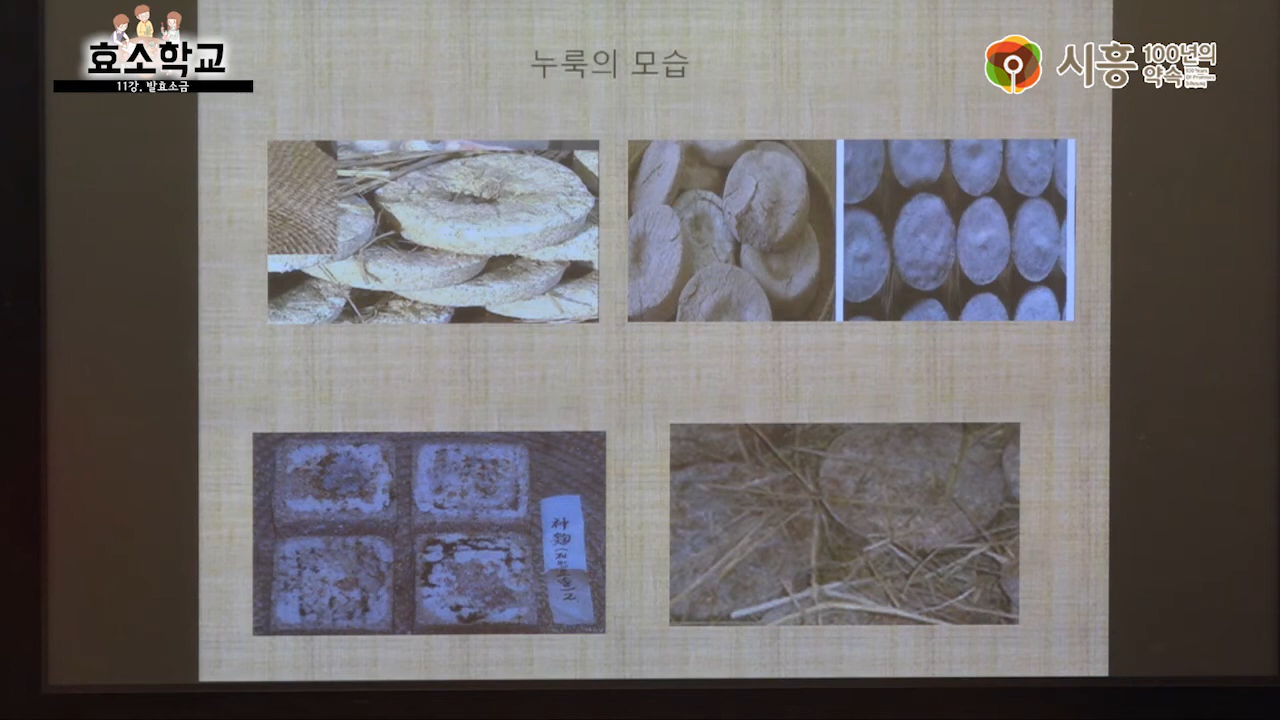 효소학교
11강. 발효소금
누룩의 모습
시흥
100년의
약속